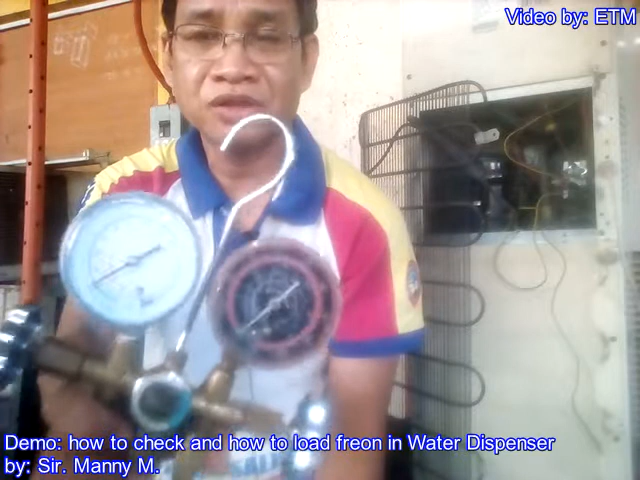 Video by: ETM
Demo: how to check and how to load freon in Water Dispenser
by: Sir. Manny M.